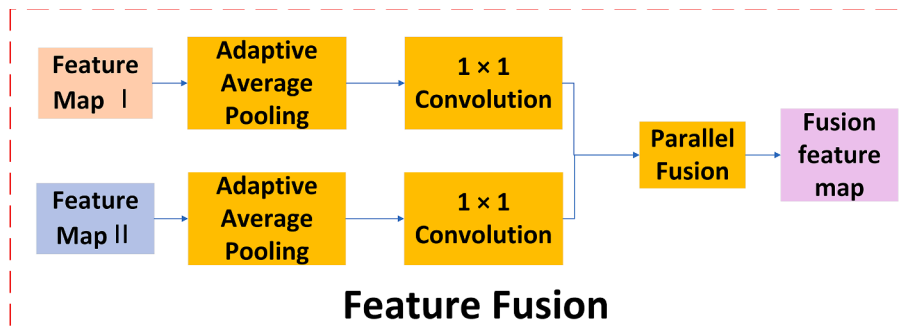 Feature
Map Ⅰ
Adaptive
Average
Pooling
1 × 1
Convolution
Parallel
Fusion
Fusion
feature
map
Feature
Map Ⅱ
Adaptive
Average
Pooling
1 × 1
Convolution
Feature Fusion